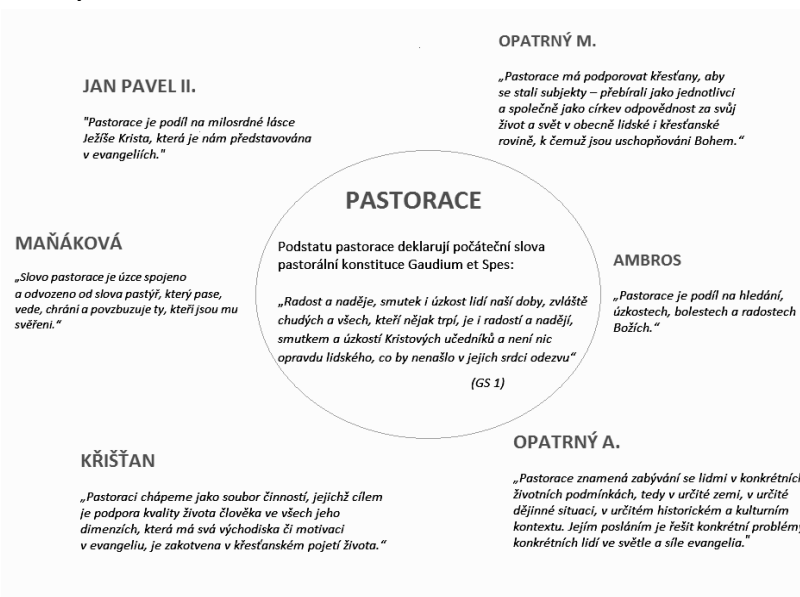 OPATRNÝ M.
„Pastorace má podporovat křesťany, aby
se stali subjekty – přebírali jako jednotlivci
a společně jako církev odpovědnost za svůj
život a svět v obecně lidské i křesťanské
rovině, k čemuž jsou uschopňováni Bohem.“
JAN PAVEL II.
"Pastorace je podíl na milosrdné lásce
Ježíše Krista, která je nám představována
v evangeliích."
PASTORACE
Podstatu pastorace deklarují počáteční slova
pastorální konstituce Gaudium et Spes:
„Radost a naděje, smutek i úzkost lidí naší doby, zvláště
chudých a všech, kteří nějak trpí, je i radostí a nadějí,
smutkem a úzkostí Kristových učedníků a není nic
opravdu lidského, co by nenašlo v jejich srdci odezvu“
(GS 1)
MAŇÁKOVÁ
„Slovo pastorace je úzce spojeno
a odvozeno od slova pastýř, který pase,
vede, chrání a povzbuzuje ty, kteří jsou mu
svěřeni.“
AMBROS
„Pastorace je podíl na hledání,
úzkostech, bolestech a radostech
Božích.“
KŘIŠŤAN
„Pastoraci chápeme jako soubor činností, jejichž cílem
je podpora kvality života člověka ve všech jeho
dimenzích, která má svá východiska či motivaci
v evangeliu, je zakotvena v křesťanském pojetí života.“
OPATRNÝ A.
„Pastorace znamená zabývání se lidmi v konkrétních
životních podmínkách, tedy v určité zemi, v určité
dějinné situaci, v určitém historickém a kulturním
kontextu. Jejím posláním je řešit konkrétní problémy
konkrétních lidí ve světle a síle evangelia."